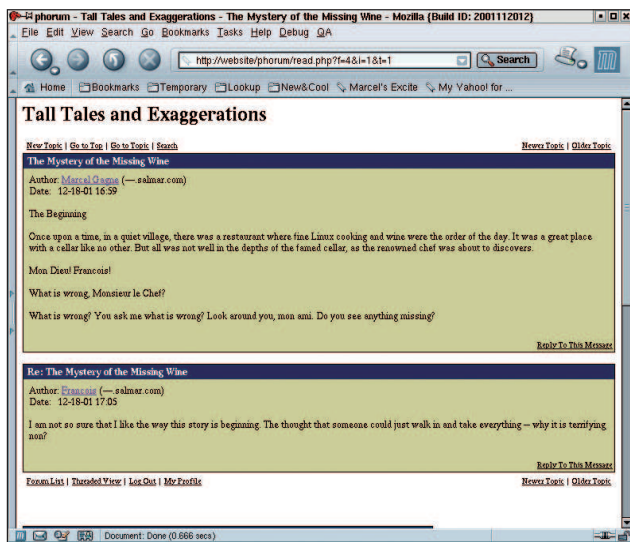 phorum - Tall Tales and Exaggerations - The Mystery of the Missing Wine - Mozilla {Build ID: 2001112012}
File Edit View Search Go Bookmarks Tasks Help Debug QA
http://website/phorum/read.php?f=4&i=1&t=1 Search
Home Bookmarks Temporary Lookup New&Cool Marcel's Excite My Yahoo! for ...
Tall Tales and Exaggerations
New Topic | Go to Top | Go to Topic | Search Newer Topic | Older Topic
The Mystery of the Missing Wine
Author: Marcel Gagne (---.salmar.com)
Date: 12-18-01 16:59
The Beginning
Once upon a time, in a quiet village, there was a restaurant where fine Linux cooking and wine were the order of the day. It was a great place
with a cellar like no other. But all was not well in the depths of the famed cellar, as the renowned chef was about to discovers.
Mon Dieu! Francois!
What is wrong, Monsieur le Chef?
What is wrong? You ask me what is wrong? Look around you, mon ami. Do you see anything missing?
Reply To This Message
Re: The Mystery of the Missing Wine
Author: Francois (---.salmar.com)
Date: 12-18-01 17:05
I am not so sure that I like the way this story is beginning. The thought that someone could just walk in and take everything -- why it is terrifying
non?
Reply To This Message
Forum List | Threaded View | Log Out | My Profile Newer Topic | Older Topic
Document: Done (0.666 secs)